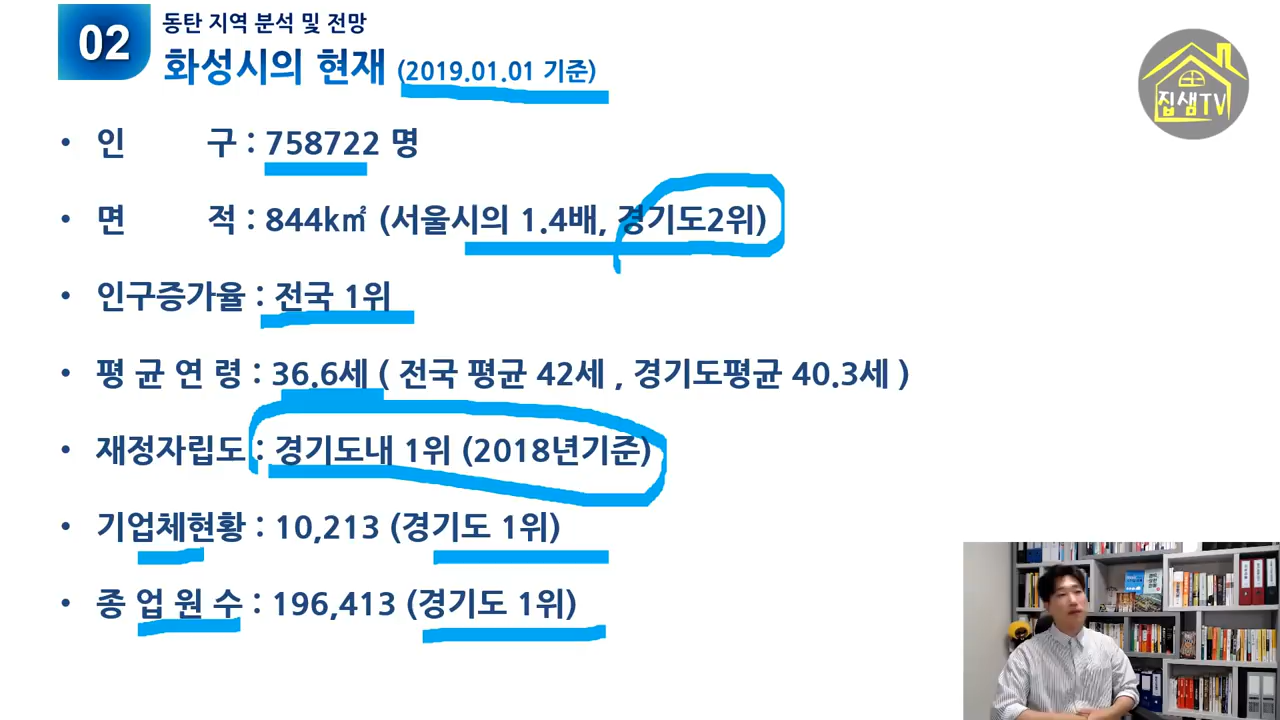 02
동탄 지역 분석 및 전망
화성시의 현재 (2019.01.01 기준)
집샘TV
• 인 구 : 758722 명
• 면 적 : 844k㎡ (서울시의 1.4배, 경기도2위)
• 인구증가율 : 전국 1위
• 평 균 연 령 : 36.6세 ( 전국 평균 42세 , 경기도평균 40.3세 )
• 재정자립도 : 경기도내 1위 (2018년기준)
• 기업체현황 : 10,213 (경기도 1위)
• 종 업 원 수 : 196,413 (경기도 1위)